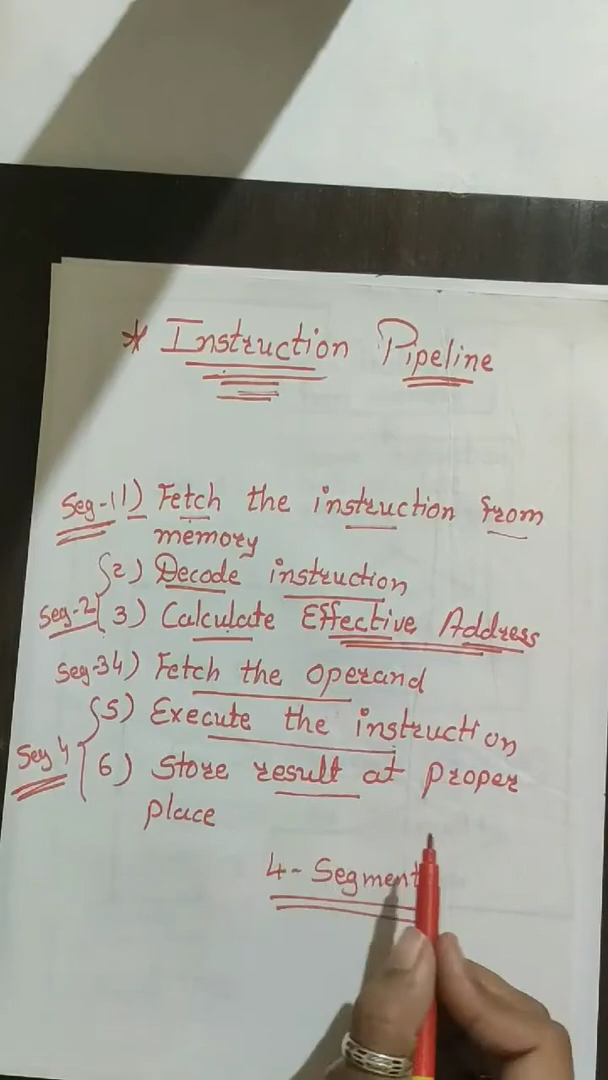 * Instruction Pipeline
Seg-1 1) Fetch the instruction from
memory
2) Decode instruction
Seg-2 3) Calculate Effective Address
Seg-3 4) Fetch the operand
5) Execute the instruction
Seg 4 6) Store result at proper
place
4-Segment